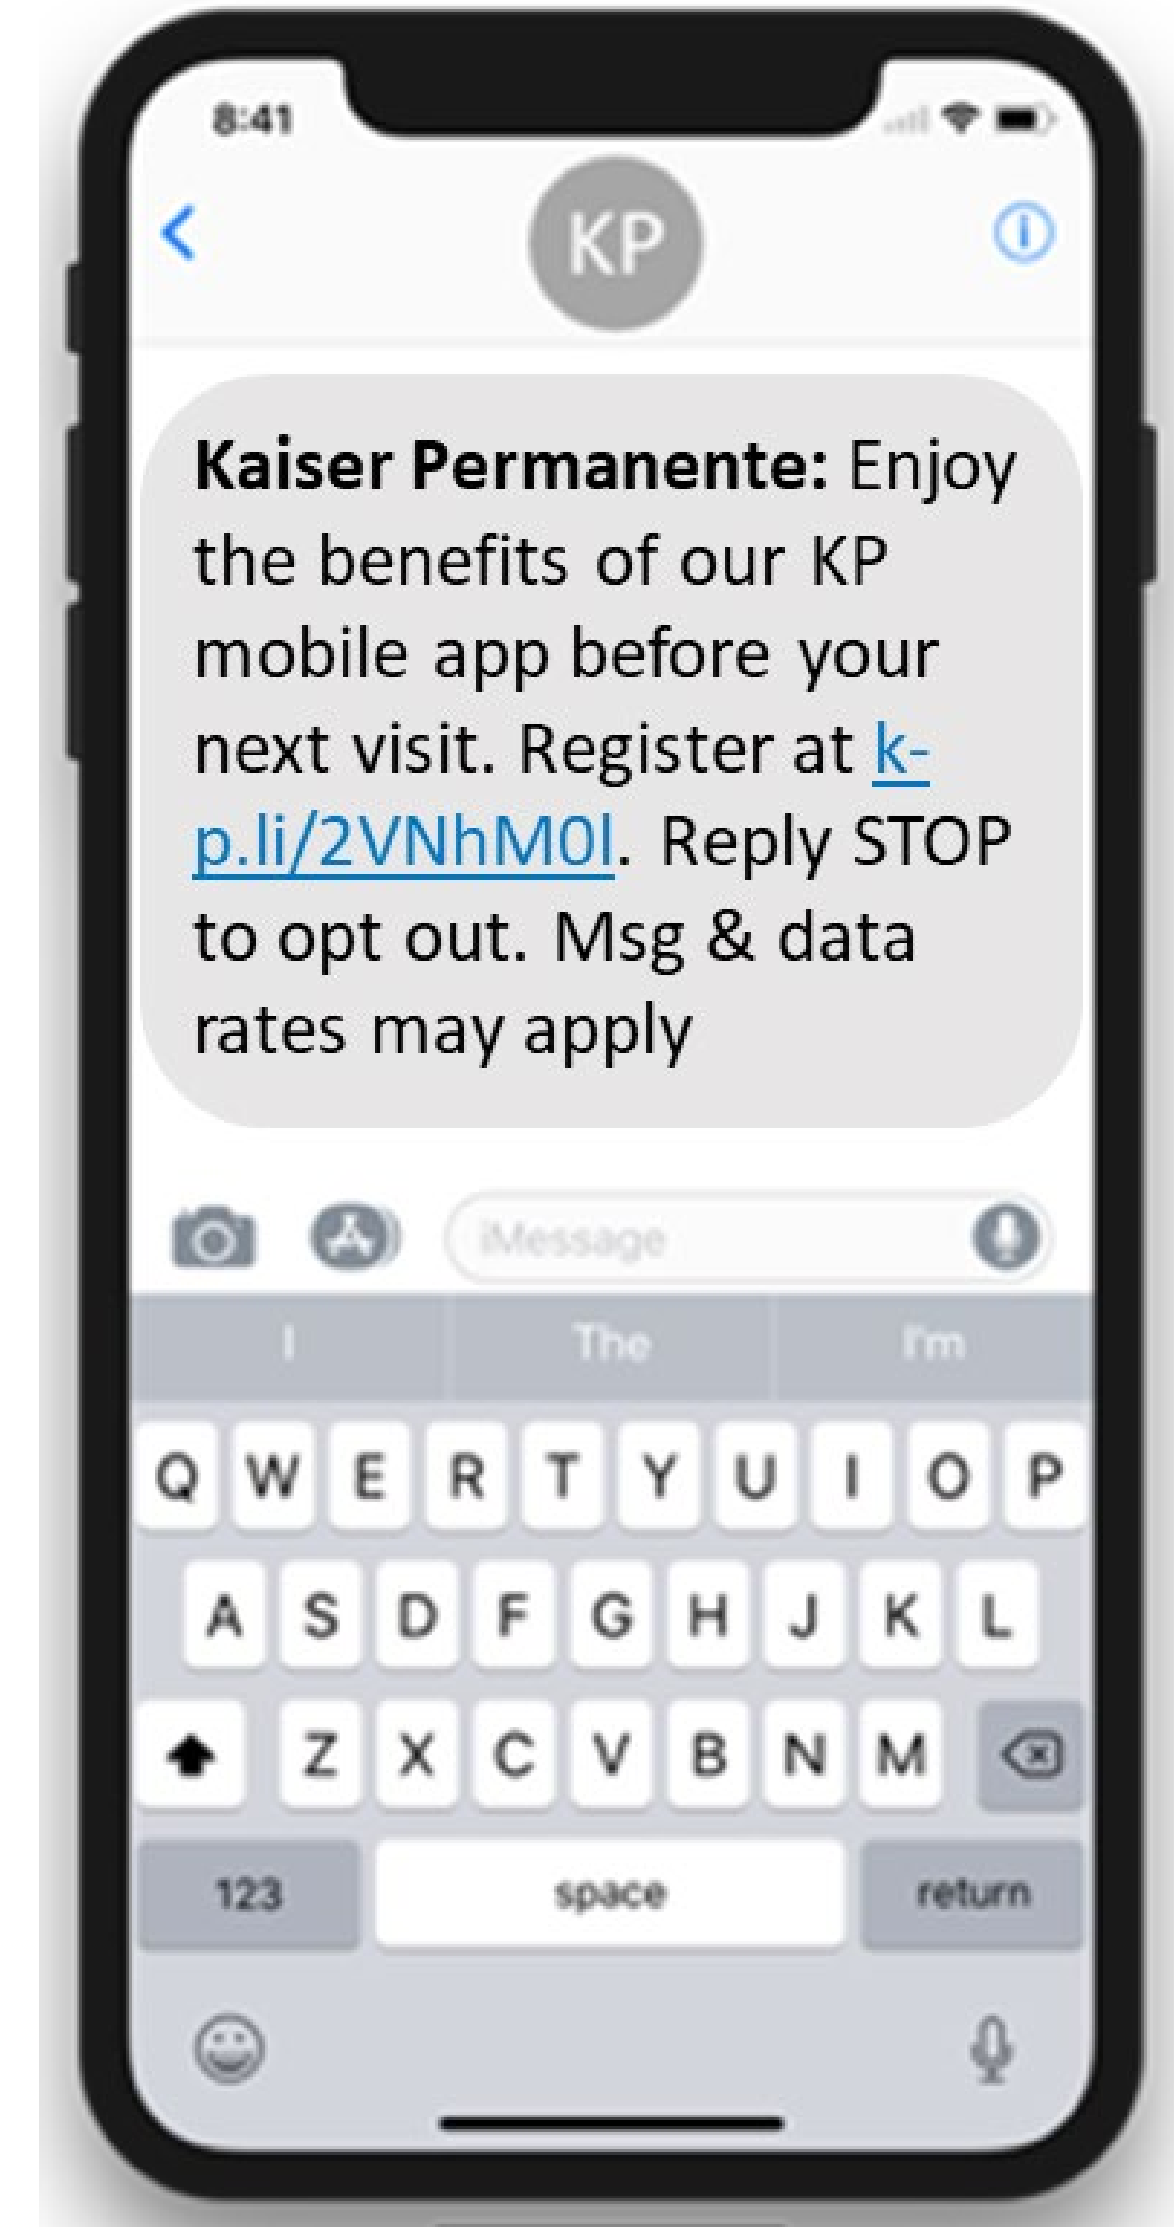 8:41
KP
Kaiser Permanente: Enjoy
the benefits of our KP
mobile app before your
next visit. Register at k-
p.li/2VNhM0l. Reply STOP
to opt out. Msg & data
rates may apply
iMessage
I The I'm
Q W E R T Y U I O P
A S D F G H J K L
Z X C V B N M
123 space return